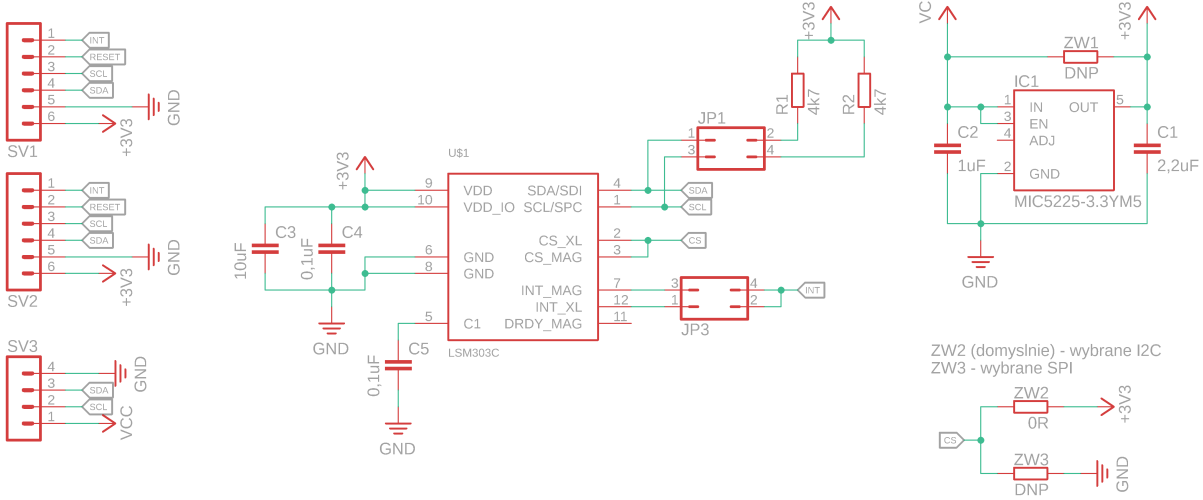 1 INT
2 RESET
3 SCL
4 SDA
5 GND
6 +3V3
SV1
1 INT
2 RESET
3 SCL
4 SDA
5 GND
6 +3V3
SV2
SV3
4 GND
3 SDA
2 SCL
1 VCC
+3V3
U$1
9 VDD
10 VDD_IO
6 GND
8 GND
5 C1
SDA/SDI 4
SCL/SPC 1
CS_XL 2
CS_MAG 3
INT_MAG 7
INT_XL 12
DRDY_MAG 11
LSM303C
C3
10uF
C4
0,1uF
GND
C5
0,1uF
GND
SDA
SCL
CS
JP1
1 2
3 4
+3V3
R1
4k7
R2
4k7
3 4
1 2
JP3
INT
VC
+3V3
ZW1
DNP
IC1
1 IN
3 EN
4 ADJ
2 GND
OUT 5
MIC5225-3.3YM5
C2
1uF
C1
2,2uF
GND
ZW2 (domyslnie) - wybrane I2C
ZW3 - wybrane SPI
ZW2
0R
+3V3
CS
ZW3
DNP
GND